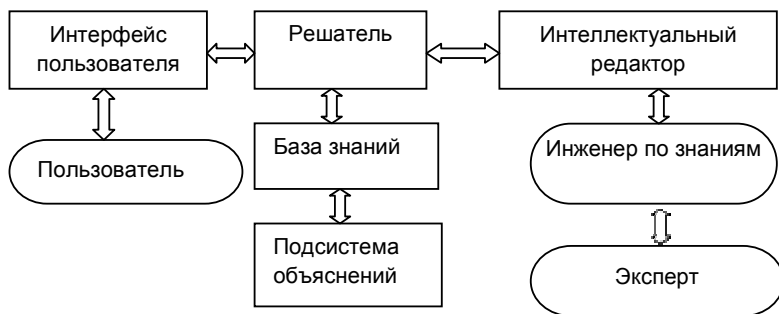 Интерфейс
пользователя
Решатель
Интеллектуальный
редактор
Пользователь
База знаний
Инженер по знаниям
Подсистема
объяснений
Эксперт